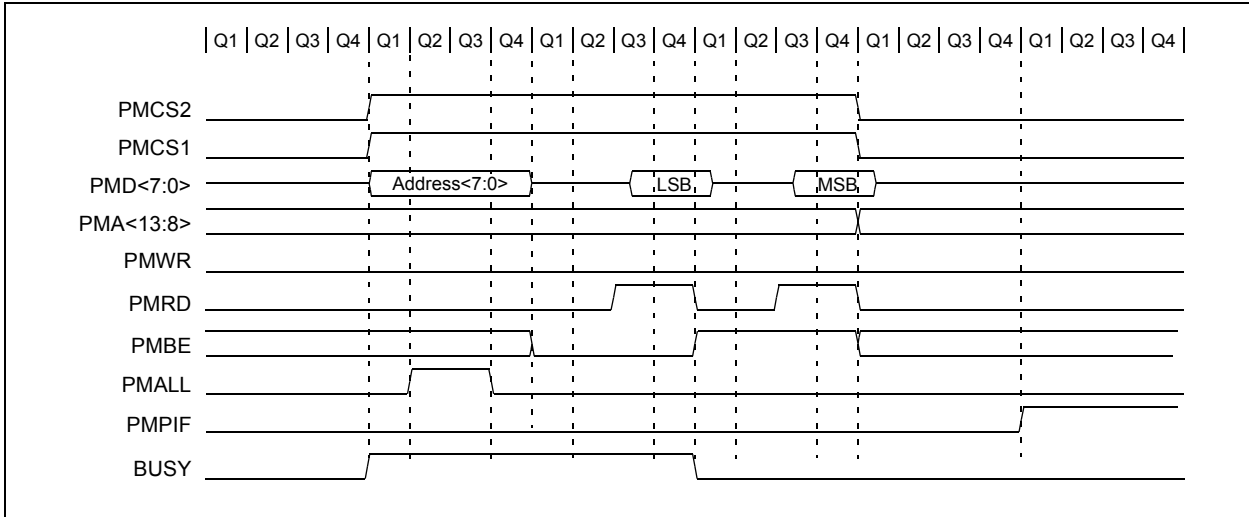 Q1 Q2 Q3 Q4 Q1 Q2 Q3 Q4 Q1 Q2 Q3 Q4 Q1 Q2 Q3 Q4 Q1 Q2 Q3 Q4 Q1 Q2 Q3 Q4
PMCS2
PMCS1
PMD<7:0> Address<7:0> LSB MSB
PMA<13:8>
PMWR
PMRD
PMBE
PMALL
PMPIF
BUSY